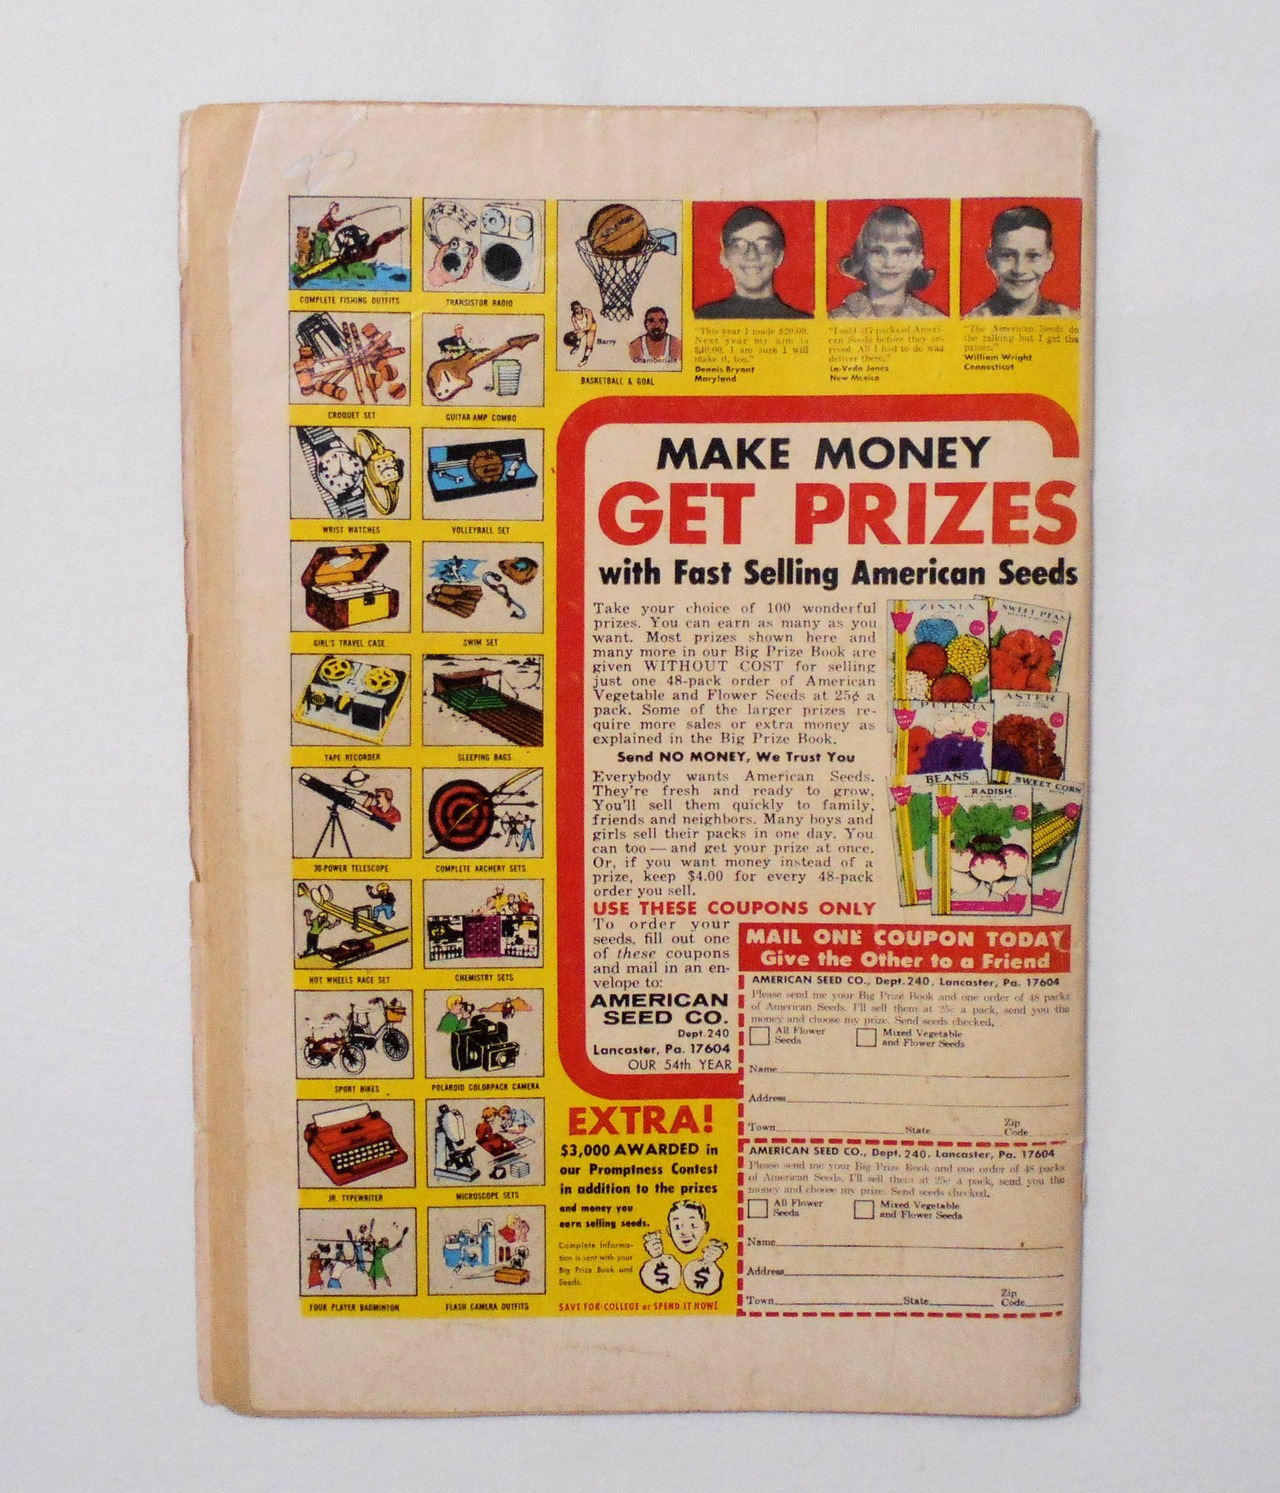 25
COMPLETE FISHING OUTFITS
TRANSISTOR RADIO
CROQUET SET
GUITAR-AMP COMBO
WRIST WATCHES
VOLLEYBALL SET
GIRL'S TRAVEL CASE
SWIM SET
TAPE RECORDER
SLEEPING BAGS
30-POWER TELESCOPE
COMPLETE ARCHERY SETS
HOT WHEELS RACE SET
CHEMISTRY SETS
SPORT BIKES
POLAROID COLORPACK CAMERA
JR. TYPEWRITER
MICROSCOPE SETS
FOUR PLAYER BADMINTON
FLASH CAMERA OUTFITS
Barry
Chamberlain
BASKETBALL & GOAL
"This year I made $20.00.
Next year my aim is
$40.00. I am sure I will
make it, too."
Dennis Bryant
Maryland
"I sold 317 packs of Ameri-
can Seeds before they ar-
rived. All I had to do was
deliver them."
La-Veda Jones
New Mexico
"The American Seeds do
the talking but I get the
prizes."
William Wright
Connecticut
MAKE MONEY
GET PRIZES
with Fast Selling American Seeds
Take your choice of 100 wonderful
prizes. You can earn as many as you
want. Most prizes shown here and
many more in our Big Prize Book are
given WITHOUT COST for selling
just one 48-pack order of American
Vegetable and Flower Seeds at 25¢ a
pack. Some of the larger prizes re-
quire more sales or extra money as
explained in the Big Prize Book.
Send NO MONEY, We Trust You
Everybody wants American Seeds.
They're fresh and ready to grow.
You'll sell them quickly to family,
friends and neighbors. Many boys and
girls sell their packs in one day. You
can too — and get your prize at once.
Or, if you want money instead of a
prize, keep $4.00 for every 48-pack
order you sell.
ZINNIA
SWEET PEAS
ASTER
PETUNIA
BEANS
SWEET CORN
RADISH
USE THESE COUPONS ONLY
To order your
seeds, fill out one
of these coupons
and mail in an en-
velope to:
AMERICAN
SEED CO.
Dept. 240
Lancaster, Pa. 17604
OUR 54th YEAR
MAIL ONE COUPON TODAY
Give the Other to a Friend
AMERICAN SEED CO., Dept. 240, Lancaster, Pa. 17604
Please send me your Big Prize Book and one order of 48 packs
of American Seeds. I'll sell them at 25¢ a pack, send you the
money and choose my prize. Send seeds checked.
All Flower
Seeds
Mixed Vegetable
and Flower Seeds
Name
Address
Town State Zip
Code
AMERICAN SEED CO., Dept. 240, Lancaster, Pa. 17604
Please send me your Big Prize Book and one order of 48 packs
of American Seeds. I'll sell them at 25¢ a pack, send you the
money and choose my prize. Send seeds checked.
All Flower
Seeds
Mixed Vegetable
and Flower Seeds
Name
Address
Town State Zip
Code
EXTRA!
$3,000 AWARDED in
our Promptness Contest
in addition to the prizes
and money you
earn selling seeds.
Complete informa-
tion is sent with your
Big Prize Book and
Seeds.
$ $
SAVE FOR COLLEGE or SPEND IT NOW!